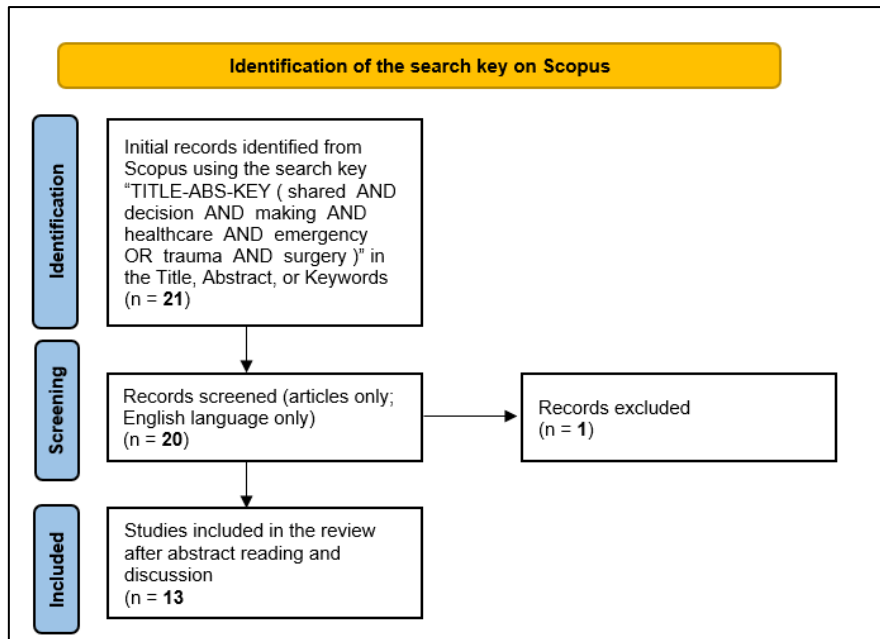 Identification of the search key on Scopus
Identification
Initial records identified from
Scopus using the search key
“TITLE-ABS-KEY ( shared AND
decision AND making AND
healthcare AND emergency
OR trauma AND surgery )” in
the Title, Abstract, or Keywords
(n = 21)
Screening
Records screened (articles only;
English language only)
(n = 20)
Records excluded
(n = 1)
Included
Studies included in the review
after abstract reading and
discussion
(n = 13